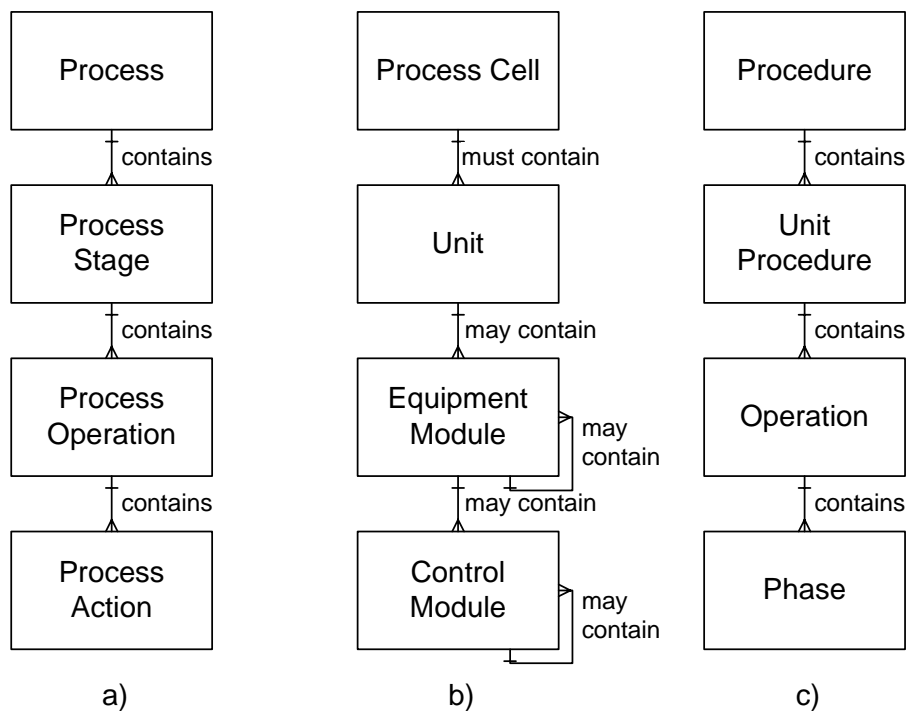 Process
contains
Process
Stage
contains
Process
Operation
contains
Process
Action
a)
Process Cell
must contain
Unit
may contain
Equipment
Module
may
contain
may contain
Control
Module
may
contain
b)
Procedure
contains
Unit
Procedure
contains
Operation
contains
Phase
c)